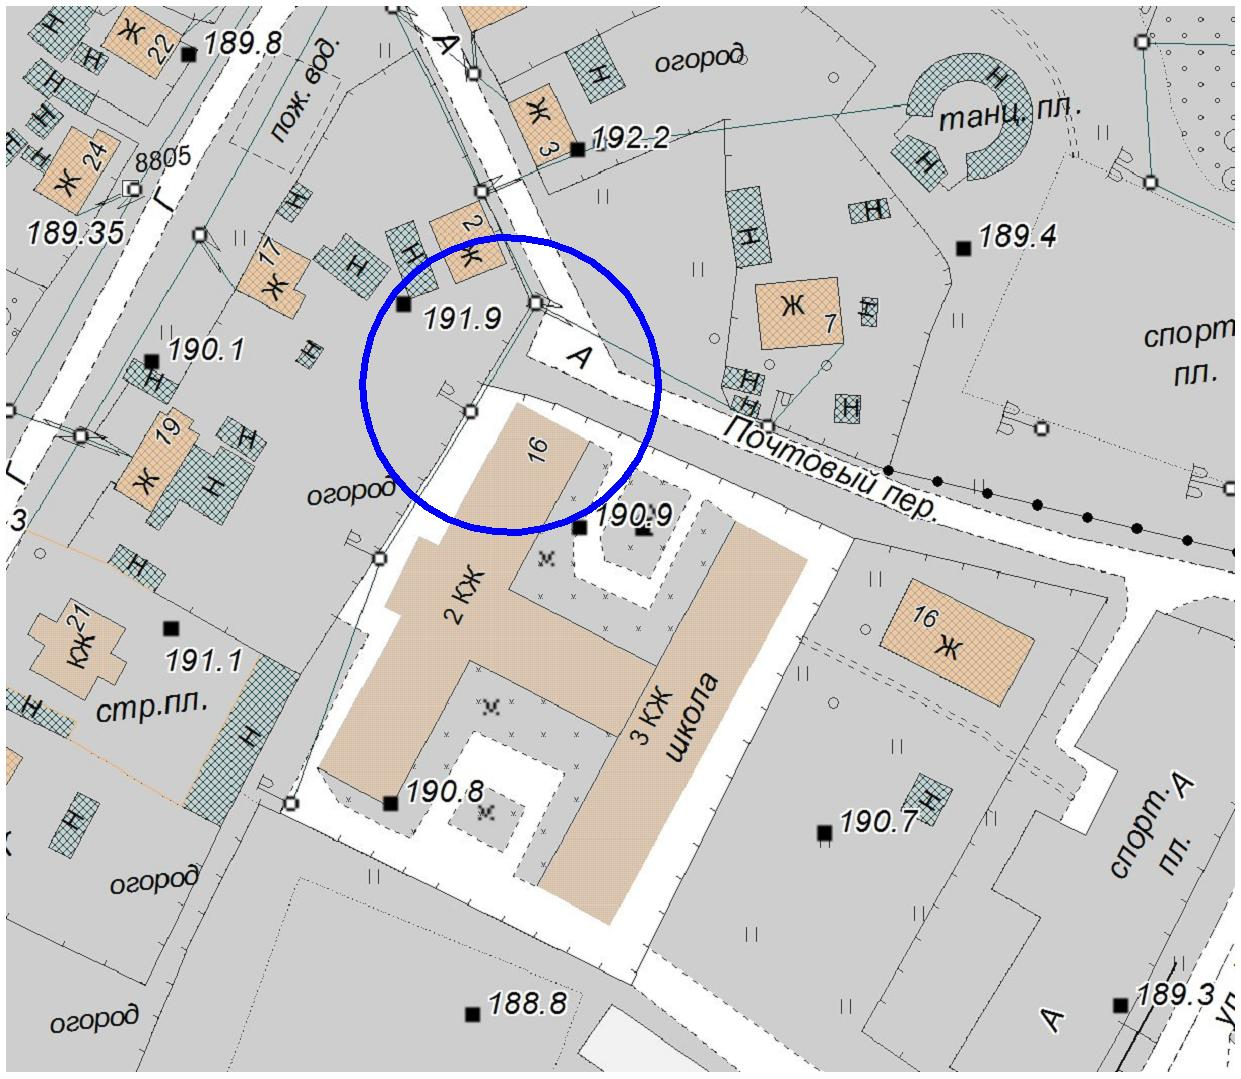 Н
Ж
22
189.8
А
Н
огород
Н
Н
пож. вод.
Н
Н
Ж
3
192.2
танц. пл.
Н
Н
Н
24
Ж
8805
Г
189.35
Н
2
Ж
Н
Н
Н
Н
189.4
17
Ж
191.9
Ж
7
Н
спорт
пл.
190.1
Н
Н
А
Н
Н
Н
19
Ж
Н
Н
16
Почтовый пер.
огород
Г
3
190.9
Н
2 КЖ
16
Ж
21
КЖ
191.1
стр.пл.
Н
Н
3 КЖ
школа
190.8
Н
190.7
Н
спорт.
пл.
А
огород
огород
188.8
А
189.3
ул